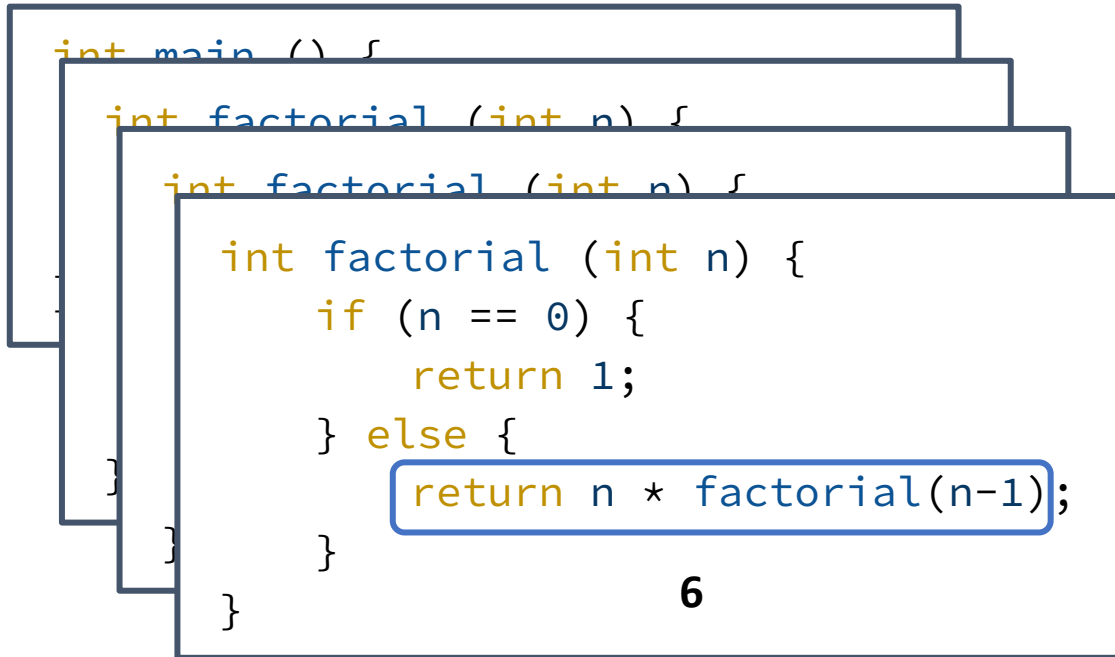 int main () {
int factorial (int n) {
int factorial (int n) {
int factorial (int n) {
if (n == 0) {
return 1;
} else {
return n * factorial(n-1);
}
6
}
}
}
}
}